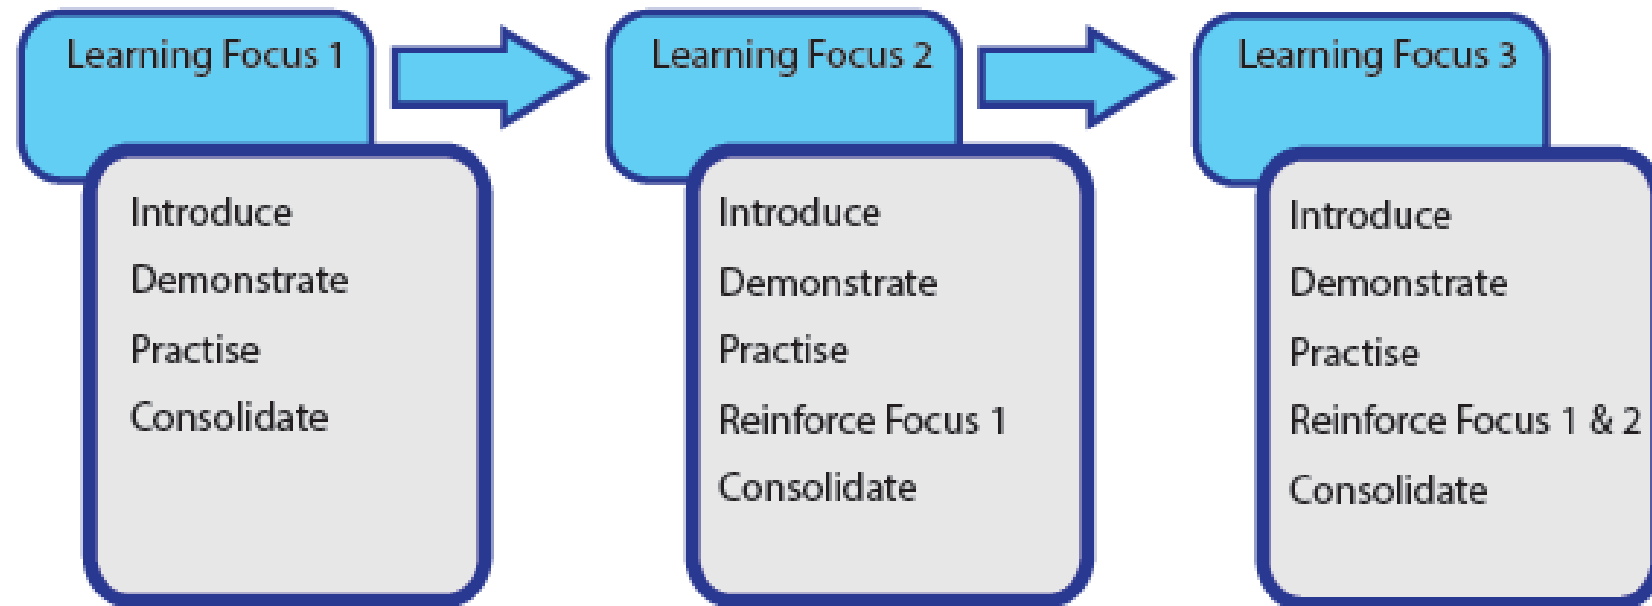 Learning Focus 1
Introduce
Demonstrate
Practise
Consolidate
Learning Focus 2
Introduce
Demonstrate
Practise
Reinforce Focus 1
Consolidate
Learning Focus 3
Introduce
Demonstrate
Practise
Reinforce Focus 1 & 2
Consolidate